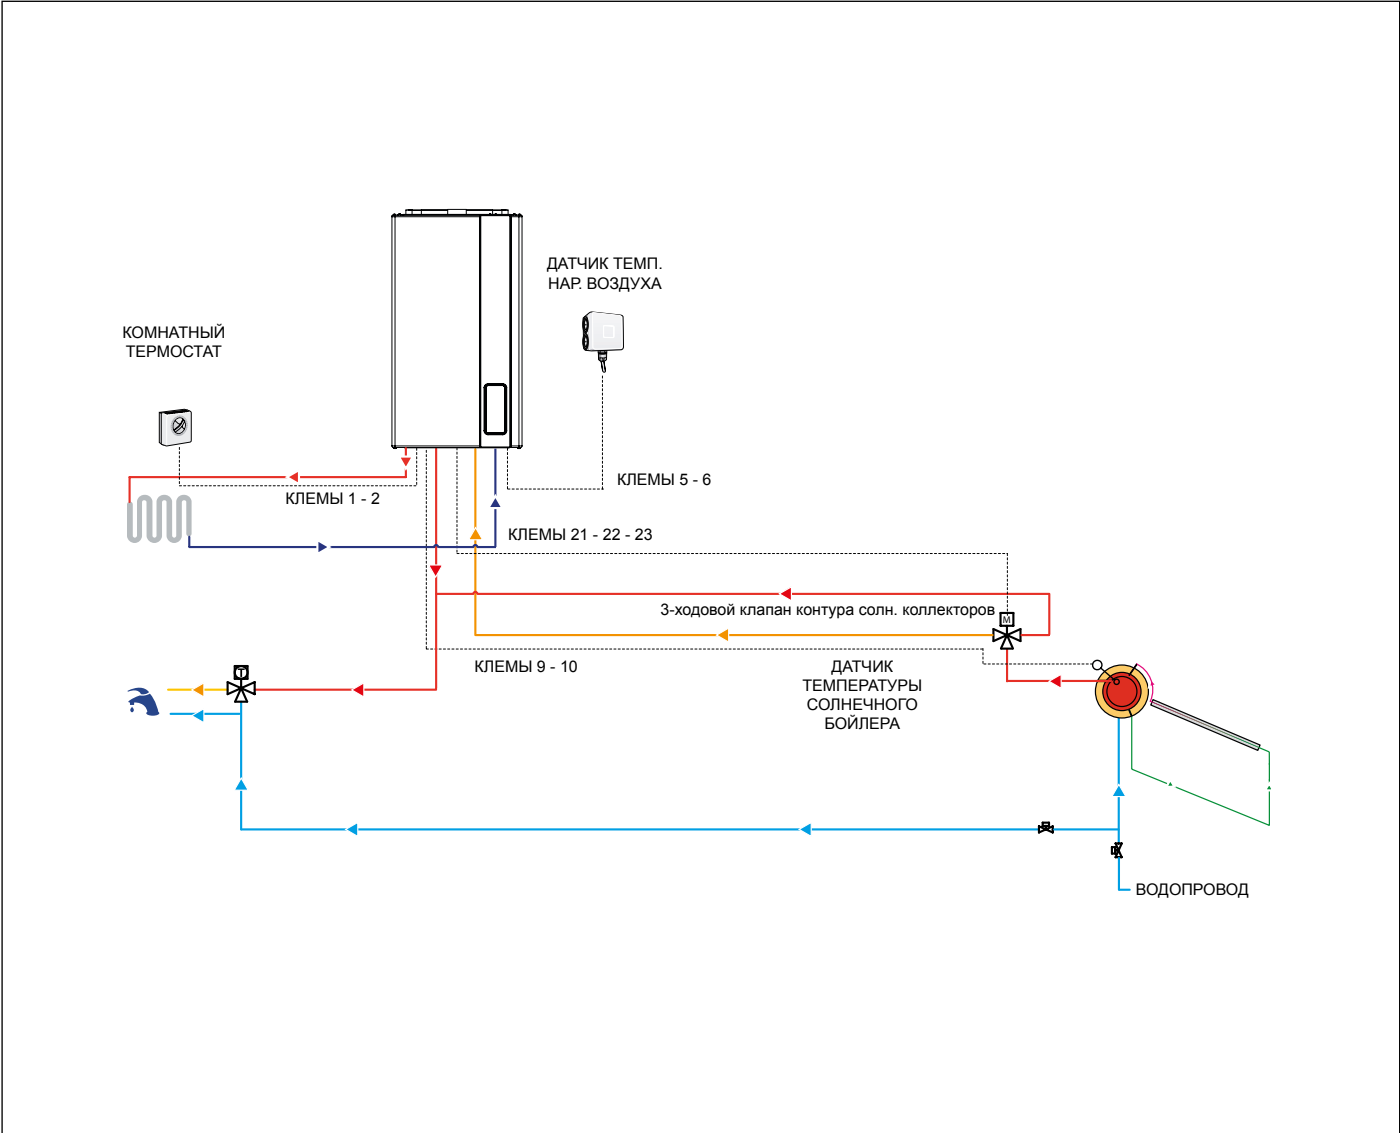 ДАТЧИК ТЕМП.
НАР. ВОЗДУХА
КОМНАТНЫЙ
ТЕРМОСТАТ
КЛЕМЫ 5 - 6
КЛЕМЫ 1 - 2
КЛЕМЫ 21 - 22 - 23
3-ходовой клапан контура солн. коллекторов
M
КЛЕМЫ 9 - 10
T
ДАТЧИК
ТЕМПЕРАТУРЫ
СОЛНЕЧНОГО
БОЙЛЕРА
ВОДОПРОВОД